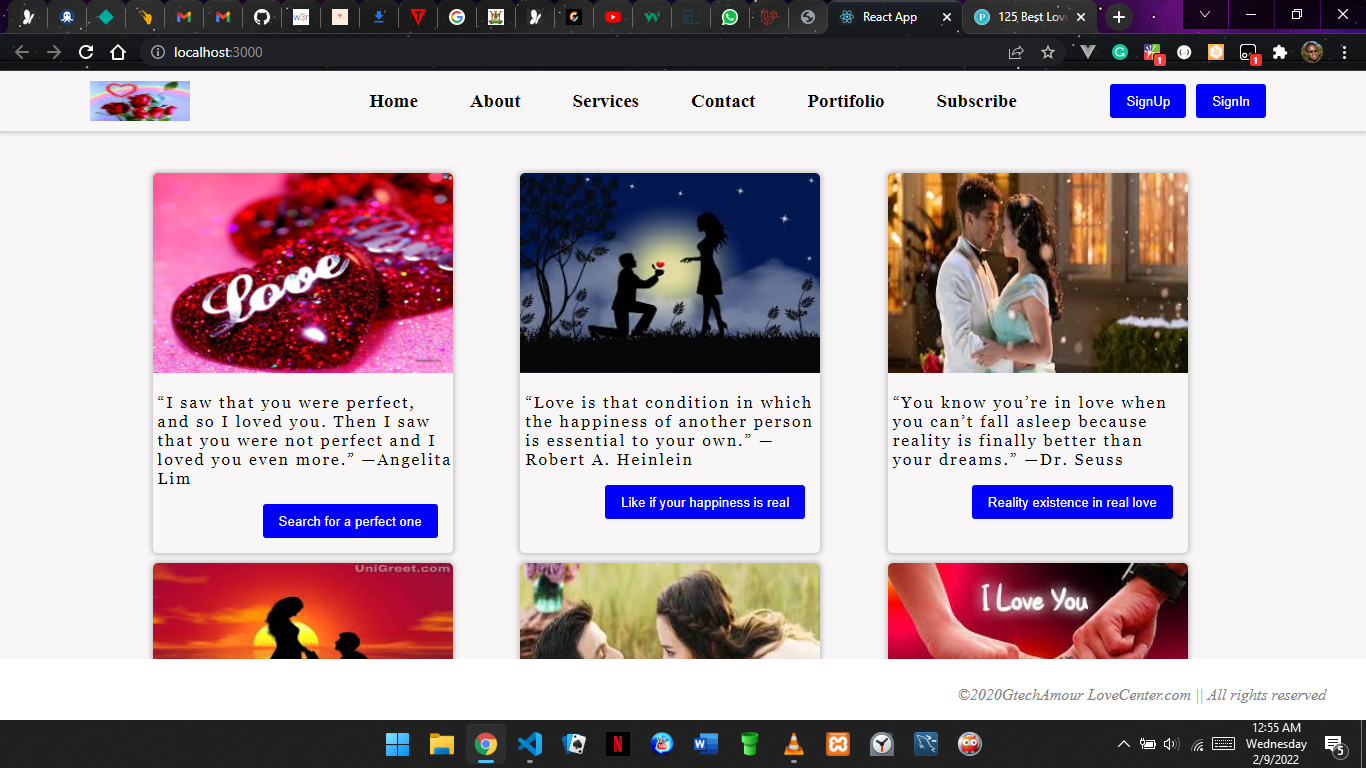 React App
125 Best Lov
localhost:3000
1
1
Home
About
Services
Contact
Portifolio
Subscribe
SignUp
SignIn
Love
“I saw that you were perfect,
and so I loved you. Then I saw
that you were not perfect and I
loved you even more.” —Angelita
Lim
Search for a perfect one
“Love is that condition in which
the happiness of another person
is essential to your own.” —
Robert A. Heinlein
Like if your happiness is real
“You know you’re in love when
you can’t fall asleep because
reality is finally better than
your dreams.” —Dr. Seuss
Reality existence in real love
UniGreet.com
I Love You
©2020GtechAmour LoveCenter.com || All rights reserved
12:55 AM
Wednesday
2/9/2022
5